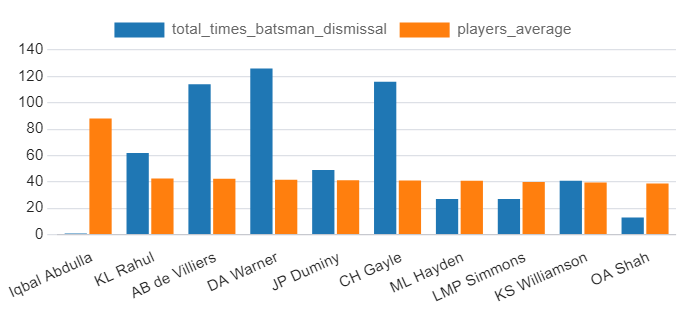 total_times_batsman_dismissal players_average
140
120
100
80
60
40
20
0
Iqbal Abdulla
KL Rahul
AB de Villiers
DA Warner
JP Duminy
CH Gayle
ML Hayden
LMP Simmons
KS Williamson
OA Shah